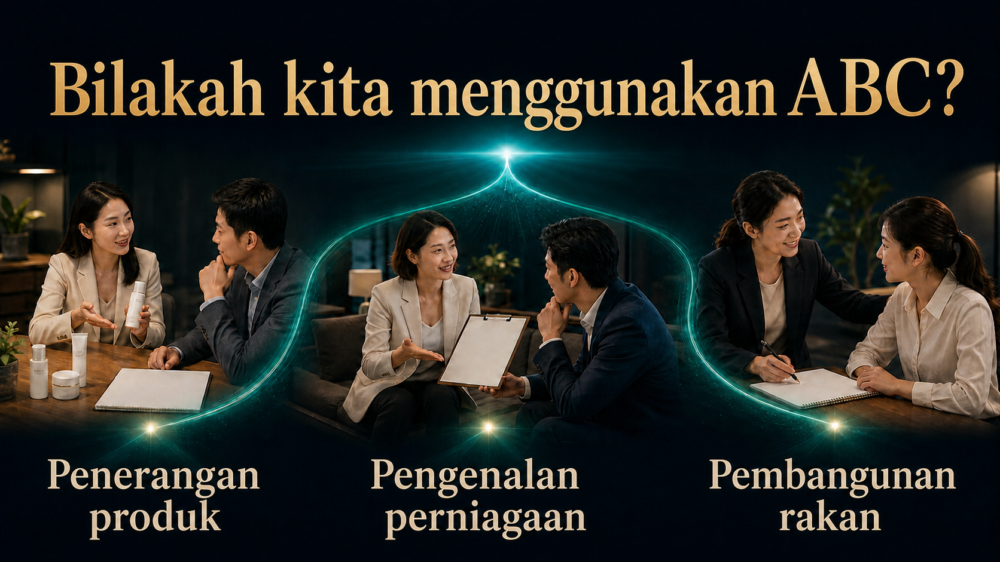 Bilakah kita menggunakan ABC?
Penerangan
produk
Pengenalan
perniagaan
Pembangunan
rakan